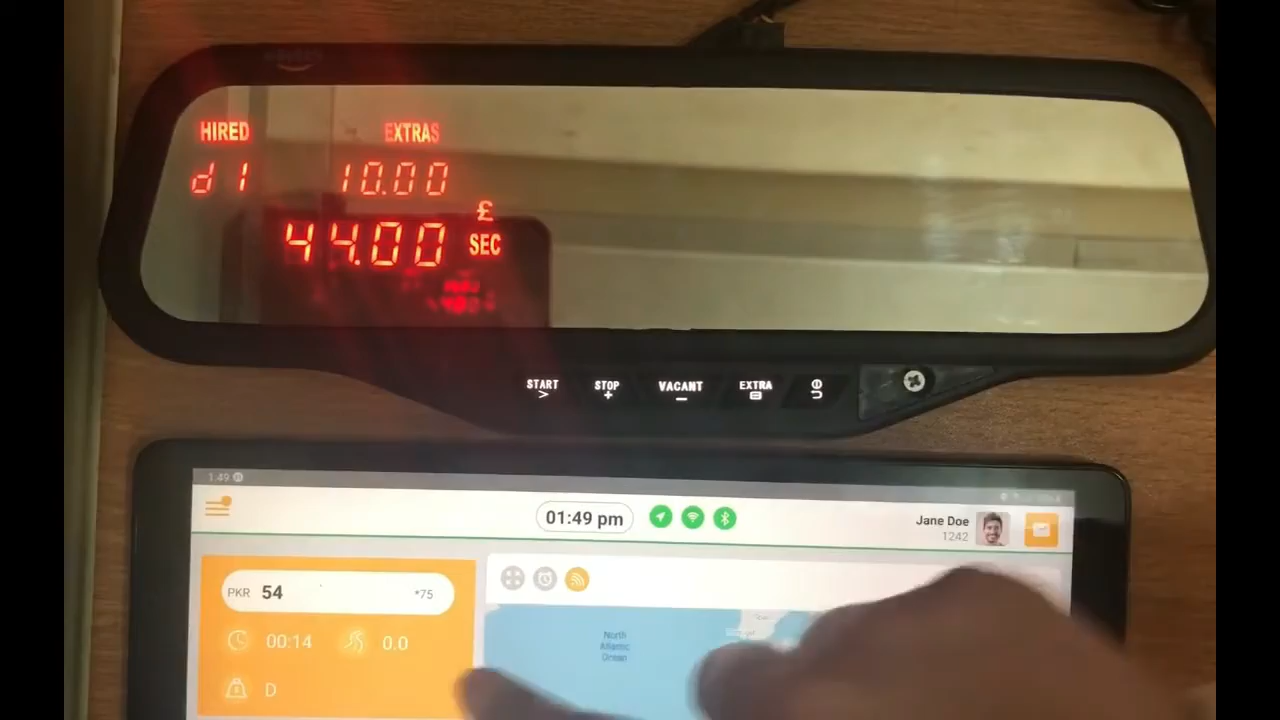 HIRED EXTRAS
d1 10.00
£
44.00 SEC
START STOP VACANT EXTRA
> + −
1:49
01:49 pm
Jane Doe
1242
PKR 54 *75
00:14 0.0
D
North
Atlantic
Ocean